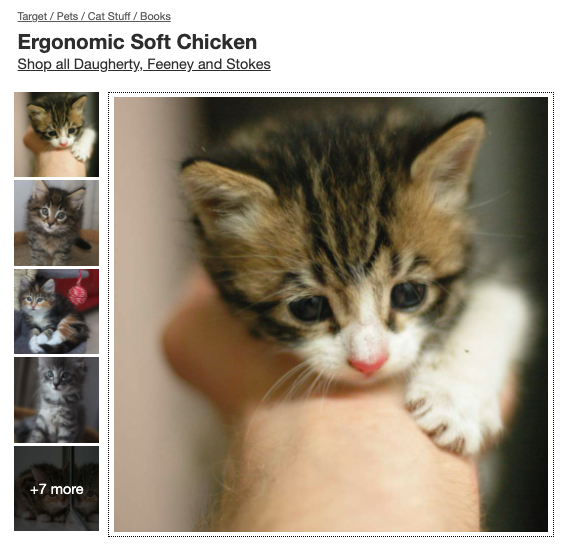 Target / Pets / Cat Stuff / Books
Ergonomic Soft Chicken
Shop all Daugherty, Feeney and Stokes
+7 more